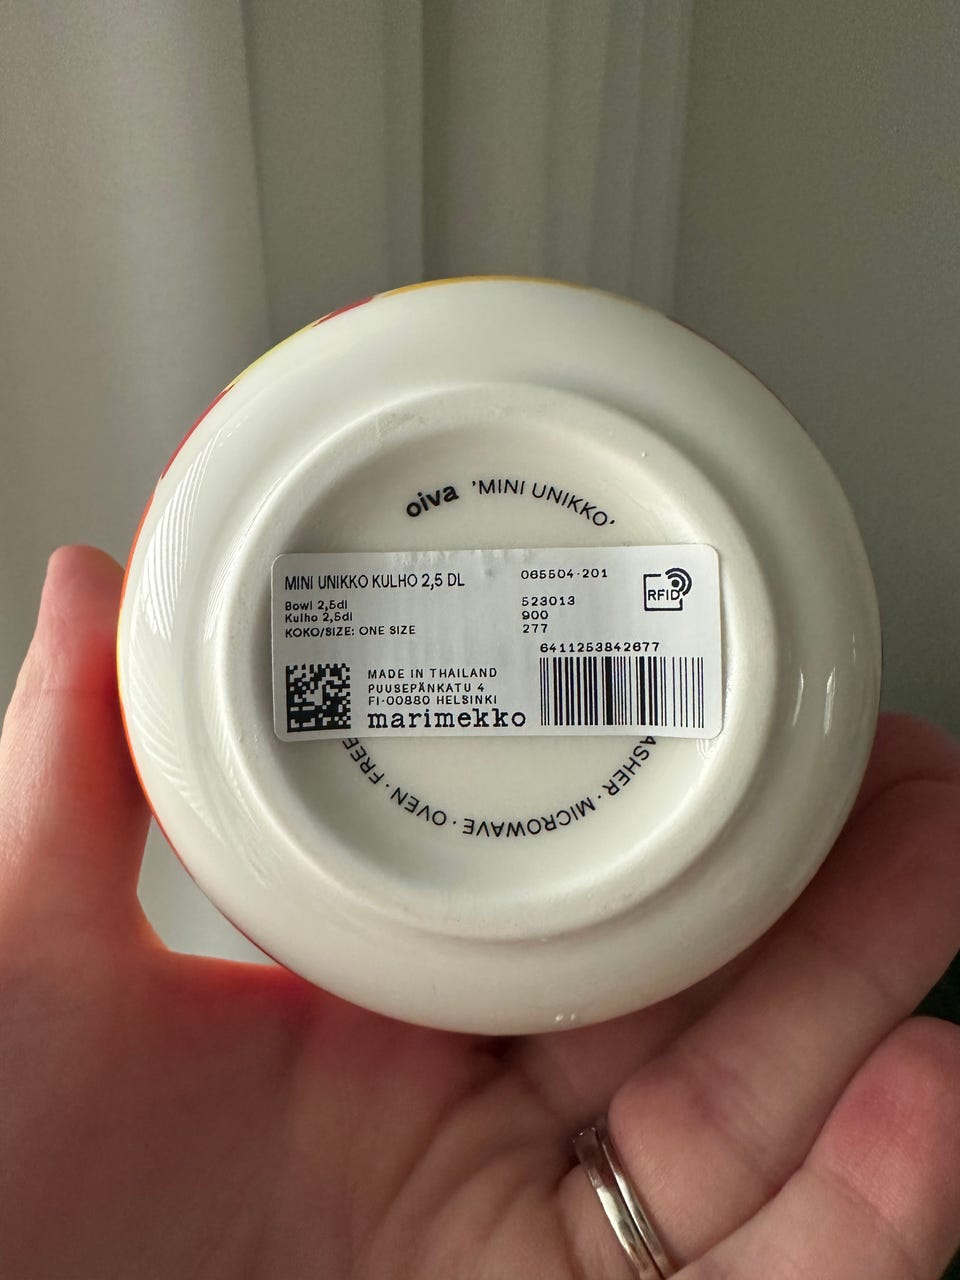 oiva 'MINI UNIKKO'
MINI UNIKKO KULHO 2,5 DL
Bowl 2,5dl
Kulho 2,5dl
KOKO/SIZE: ONE SIZE
065504-201
523013
900
277
RFID
6411253842677
MADE IN THAILAND
PUUSEPÄNKATU 4
FI-00880 HELSINKI
marimekko
ASHER · MICROWAVE · OVEN · FREE